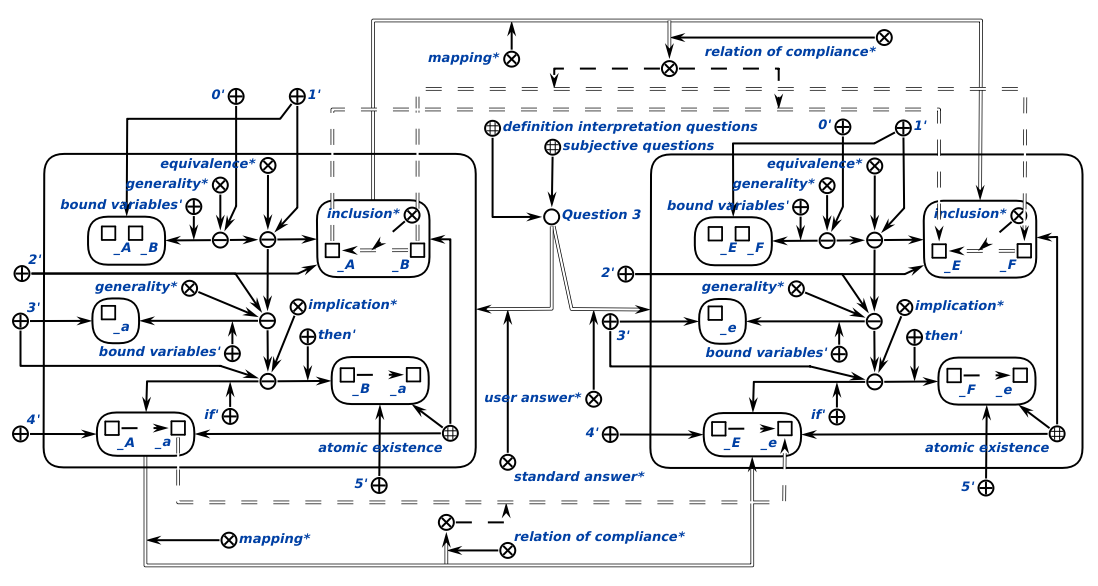 mapping*
relation of compliance*
0'
1'
definition interpretation questions
0'
1'
subjective questions
equivalence*
equivalence*
generality*
generality*
bound variables'
bound variables'
inclusion*
Question 3
inclusion*
_A _B
_A
_B
_E _F
_E
_F
2'
2'
generality*
generality*
3'
implication*
implication*
_a
then'
_e
3'
then'
bound variables'
bound variables'
_B
_a
user answer*
_F
_e
if'
if'
4'
4'
_A
_a
atomic existence
_E
_e
atomic existence
standard answer*
5'
5'
mapping*
relation of compliance*